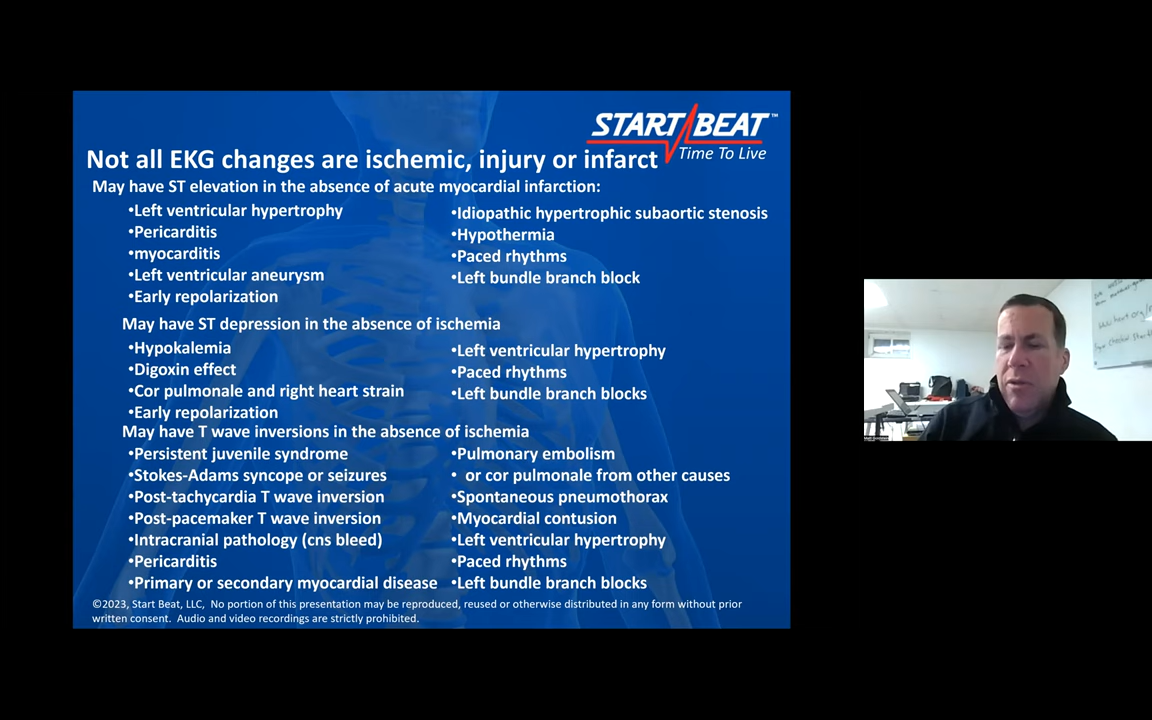 START BEAT™
Time To Live
Not all EKG changes are ischemic, injury or infarct
May have ST elevation in the absence of acute myocardial infarction:
•Left ventricular hypertrophy
•Pericarditis
•myocarditis
•Left ventricular aneurysm
•Early repolarization
•Idiopathic hypertrophic subaortic stenosis
•Hypothermia
•Paced rhythms
•Left bundle branch block
May have ST depression in the absence of ischemia
•Hypokalemia
•Digoxin effect
•Cor pulmonale and right heart strain
•Early repolarization
•Left ventricular hypertrophy
•Paced rhythms
•Left bundle branch blocks
May have T wave inversions in the absence of ischemia
•Persistent juvenile syndrome
•Stokes-Adams syncope or seizures
•Post-tachycardia T wave inversion
•Post-pacemaker T wave inversion
•Intracranial pathology (cns bleed)
•Pericarditis
•Primary or secondary myocardial disease
•Pulmonary embolism
• or cor pulmonale from other causes
•Spontaneous pneumothorax
•Myocardial contusion
•Left ventricular hypertrophy
•Paced rhythms
•Left bundle branch blocks
©2023, Start Beat, LLC, No portion of this presentation may be reproduced, reused or otherwise distributed in any form without prior
written consent. Audio and video recordings are strictly prohibited.